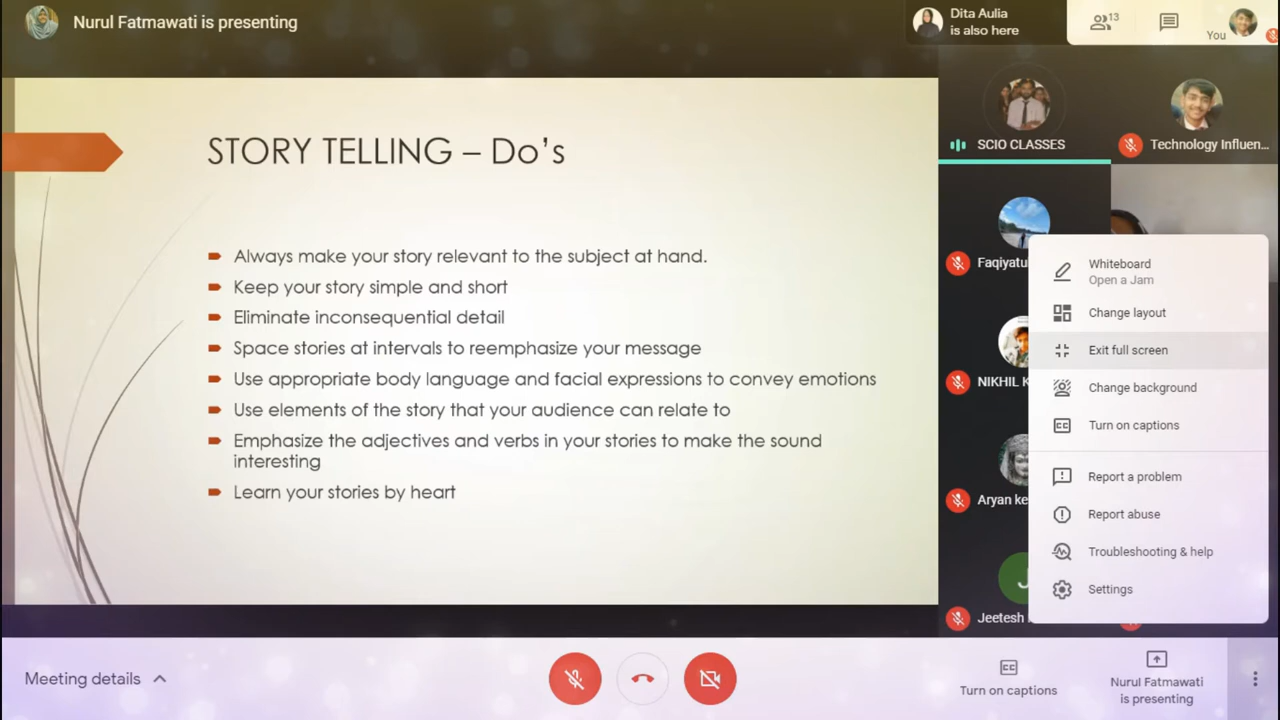 Nurul Fatmawati is presenting
Dita Aulia
is also here
13
You
STORY TELLING – Do's
Always make your story relevant to the subject at hand.
Keep your story simple and short
Eliminate inconsequential detail
Space stories at intervals to reemphasize your message
Use appropriate body language and facial expressions to convey emotions
Use elements of the story that your audience can relate to
Emphasize the adjectives and verbs in your stories to make the sound
interesting
Learn your stories by heart
SCIO CLASSES
Technology Influen...
Faqiyatu
NIKHIL K
Aryan ke
J
Jeetesh
Whiteboard
Open a Jam
Change layout
Exit full screen
Change background
CC Turn on captions
Report a problem
Report abuse
Troubleshooting & help
Settings
Meeting details
CC
Turn on captions
Nurul Fatmawati
is presenting